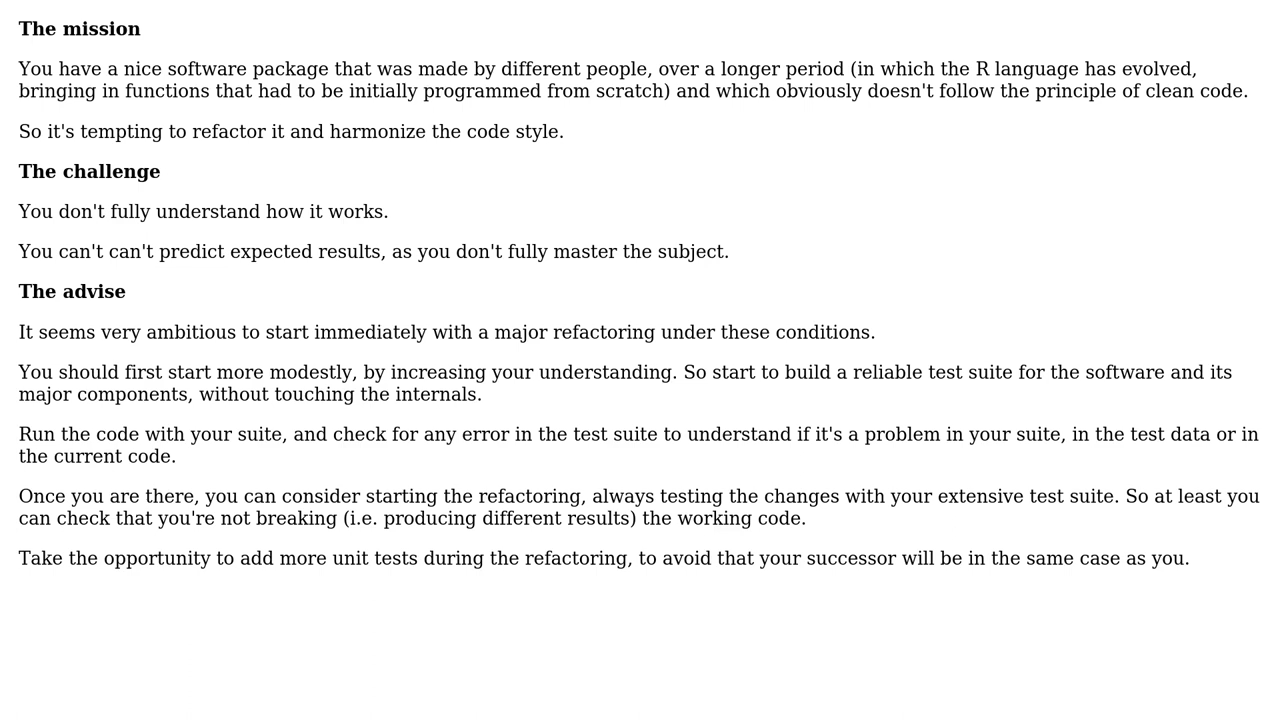 The mission
You have a nice software package that was made by different people, over a longer period (in which the R language has evolved,
bringing in functions that had to be initially programmed from scratch) and which obviously doesn't follow the principle of clean code.
So it's tempting to refactor it and harmonize the code style.
The challenge
You don't fully understand how it works.
You can't can't predict expected results, as you don't fully master the subject.
The advise
It seems very ambitious to start immediately with a major refactoring under these conditions.
You should first start more modestly, by increasing your understanding. So start to build a reliable test suite for the software and its
major components, without touching the internals.
Run the code with your suite, and check for any error in the test suite to understand if it's a problem in your suite, in the test data or in
the current code.
Once you are there, you can consider starting the refactoring, always testing the changes with your extensive test suite. So at least you
can check that you're not breaking (i.e. producing different results) the working code.
Take the opportunity to add more unit tests during the refactoring, to avoid that your successor will be in the same case as you.